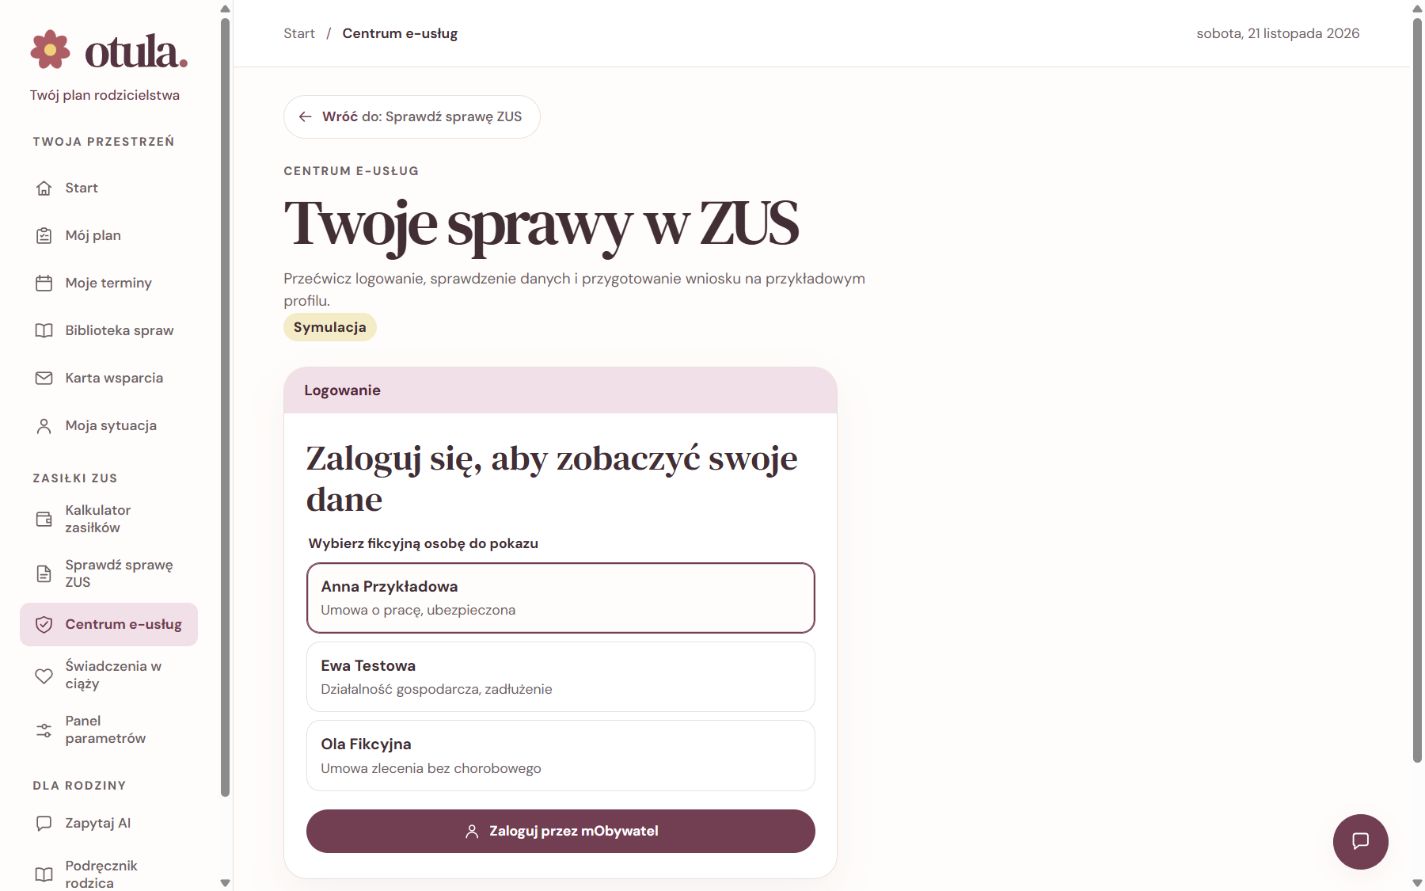 otula.
Twój plan rodzicielstwa
TWOJA PRZESTRZEŃ
Start
Mój plan
Moje terminy
Biblioteka spraw
Karta wsparcia
Moja sytuacja
ZASIŁKI ZUS
Kalkulator
zasiłków
Sprawdź sprawę
ZUS
Centrum e-usług
Świadczenia w
ciąży
Panel
parametrów
DLA RODZINY
Zapytaj AI
Podręcznik
rodzica
Start / Centrum e-usług
sobota, 21 listopada 2026
Wróć do: Sprawdź sprawę ZUS
CENTRUM E-USŁUG
Twoje sprawy w ZUS
Przećwicz logowanie, sprawdzenie danych i przygotowanie wniosku na przykładowym
profilu.
Symulacja
Logowanie
Zaloguj się, aby zobaczyć swoje
dane
Wybierz fikcyjną osobę do pokazu
Anna Przykładowa
Umowa o pracę, ubezpieczona
Ewa Testowa
Działalność gospodarcza, zadłużenie
Ola Fikcyjna
Umowa zlecenia bez chorobowego
Zaloguj przez mObywatel